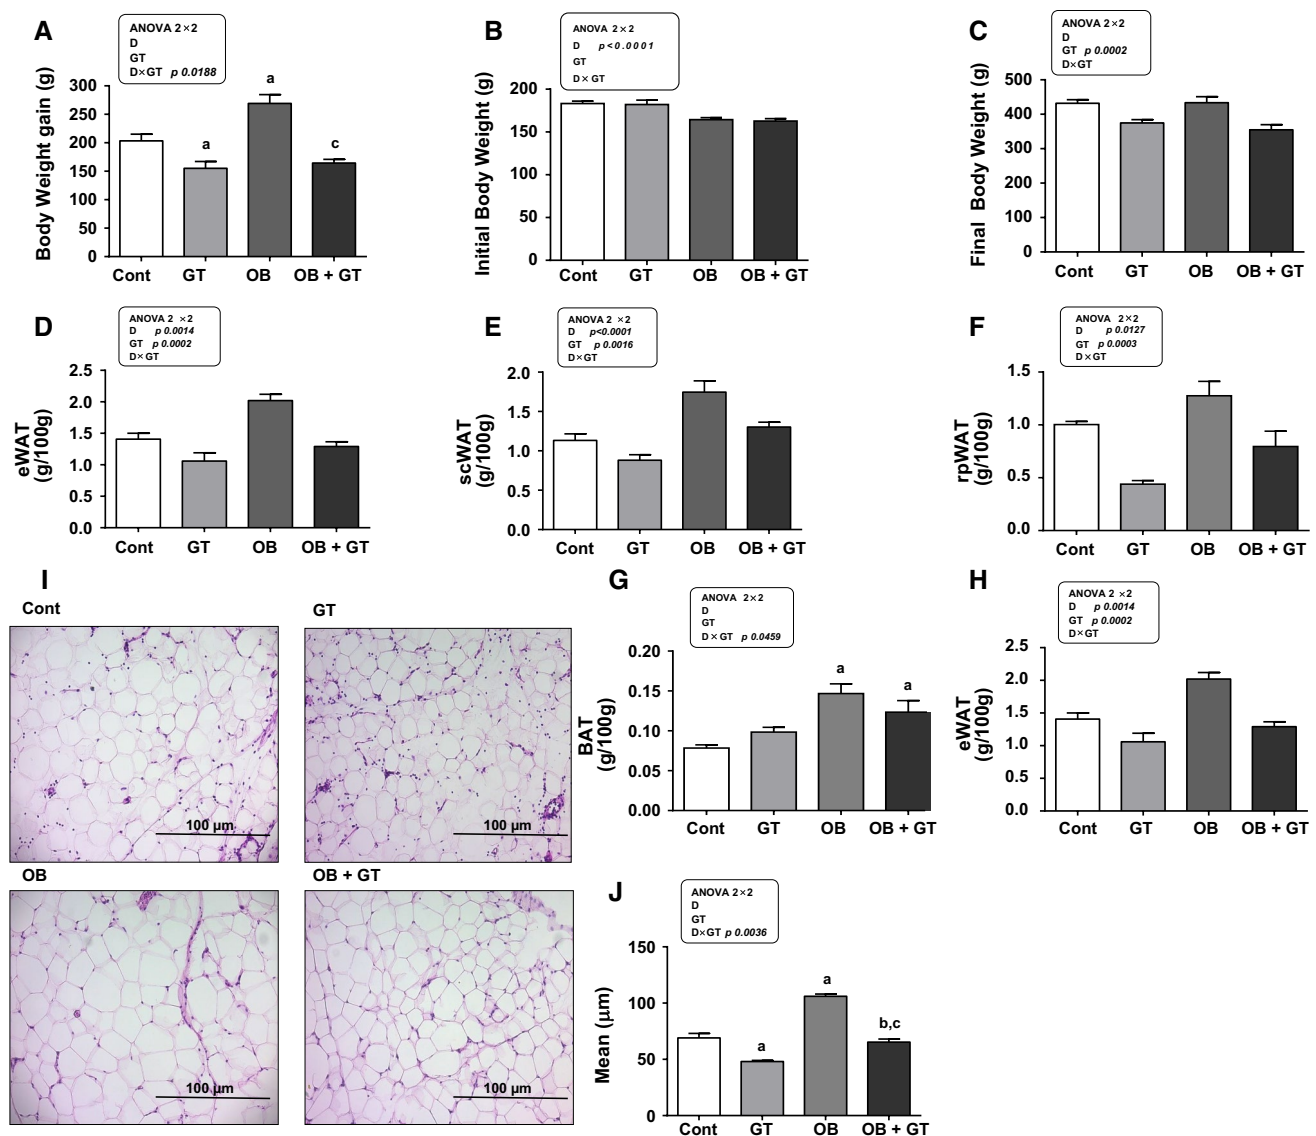 A
ANOVA 2×2
D
GT
D×GT p 0.0188
Body Weight gain (g)
300
250
200
150
100
50
0
a
a
c
Cont GT OB OB + GT
B
ANOVA 2×2
D p<0.0001
GT
D×GT
Initial Body Weight (g)
200
150
100
50
0
Cont GT OB OB + GT
C
ANOVA 2×2
D
GT p 0.0002
D×GT
Final Body Weight (g)
500
400
300
200
100
0
Cont GT OB OB + GT
D
ANOVA 2 ×2
D p 0.0014
GT p 0.0002
D×GT
eWAT
(g/100g)
2.5
2.0
1.5
1.0
0.5
0.0
Cont GT OB OB + GT
E
ANOVA 2 ×2
D p<0.0001
GT p 0.0016
D×GT
scWAT
(g/100g)
2.0
1.5
1.0
0.5
0.0
Cont GT OB OB + GT
F
ANOVA 2×2
D p 0.0127
GT p 0.0003
D×GT
rpWAT
(g/100g)
1.5
1.0
0.5
0.0
Cont GT OB OB + GT
I
Cont
100 µm
GT
100 µm
OB
100 µm
OB + GT
100 µm
G
ANOVA 2×2
D
GT
D×GT p 0.0459
BAT
(g/100g)
0.20
0.15
0.10
0.05
0.00
a
a
Cont GT OB OB + GT
H
ANOVA 2 ×2
D p 0.0014
GT p 0.0002
D×GT
eWAT
(g/100g)
2.5
2.0
1.5
1.0
0.5
0.0
Cont GT OB OB + GT
J
ANOVA 2×2
D
GT
D×GT p 0.0036
Mean (µm)
150
100
50
0
a
a
b,c
Cont GT OB OB + GT